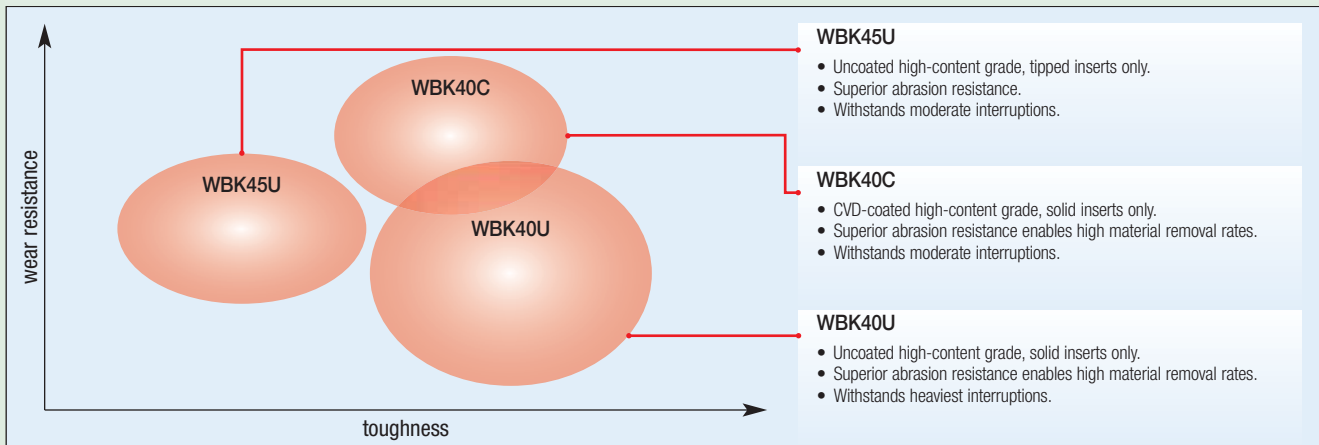 wear resistance
toughness
WBK45U
WBK40C
WBK40U
WBK45U
• Uncoated high-content grade, tipped inserts only.
• Superior abrasion resistance.
• Withstands moderate interruptions.
WBK40C
• CVD-coated high-content grade, solid inserts only.
• Superior abrasion resistance enables high material removal rates.
• Withstands moderate interruptions.
WBK40U
• Uncoated high-content grade, solid inserts only.
• Superior abrasion resistance enables high material removal rates.
• Withstands heaviest interruptions.